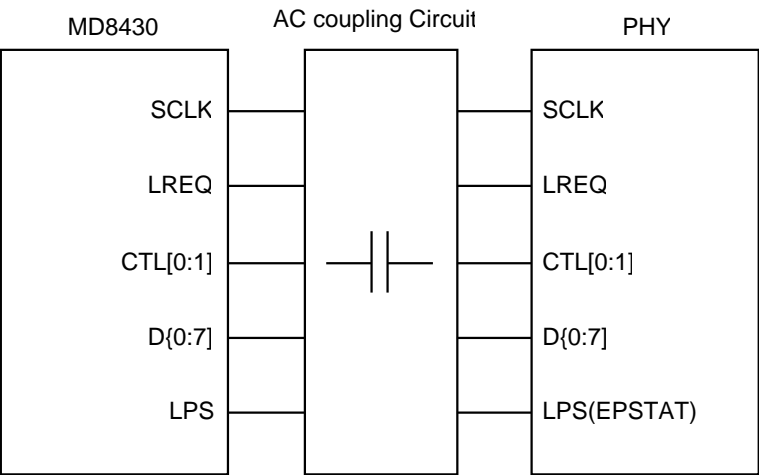 MD8430
AC coupling Circuit
PHY
SCLK
SCLK
LREQ
LREQ
CTL[0:1]
CTL[0:1]
D{0:7]
D{0:7]
LPS
LPS(EPSTAT)